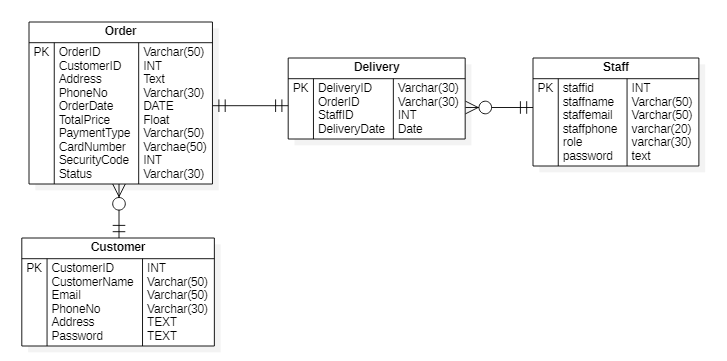 Order
PK OrderID Varchar(50)
CustomerID INT
Address Text
PhoneNo Varchar(30)
OrderDate DATE
TotalPrice Float
PaymentType Varchar(50)
CardNumber Varchae(50)
SecurityCode INT
Status Varchar(30)
Delivery
PK DeliveryID Varchar(30)
OrderID Varchar(30)
StaffID INT
DeliveryDate Date
Staff
PK staffid INT
staffname Varchar(50)
staffemail Varchar(50)
staffphone varchar(20)
role varchar(30)
password text
Customer
PK CustomerID INT
CustomerName Varchar(50)
Email Varchar(50)
PhoneNo Varchar(30)
Address TEXT
Password TEXT